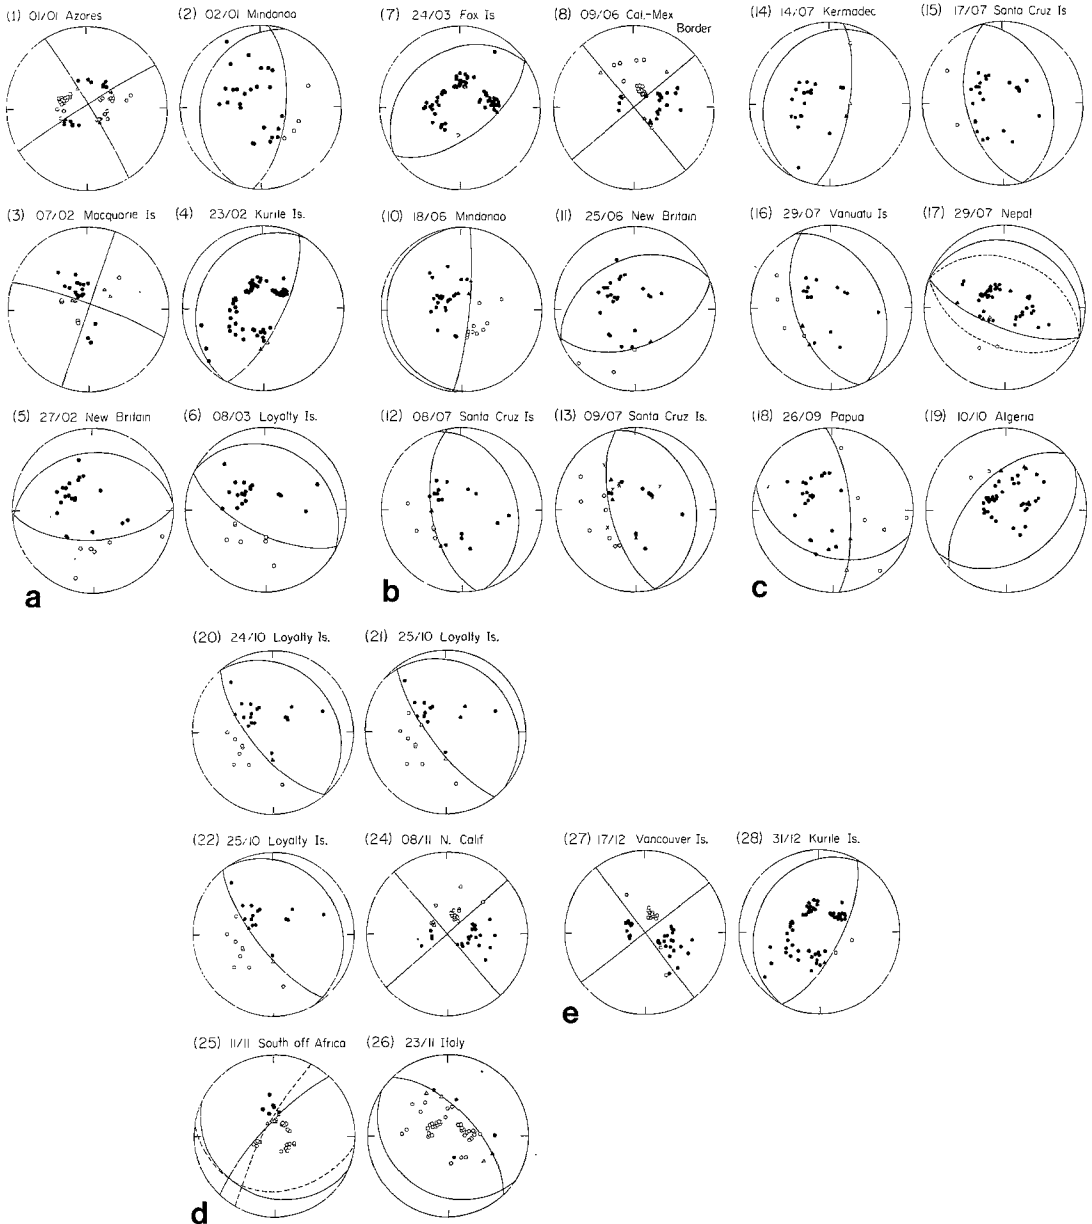 (1) 01/01 Azores
(2) 02/01 Mindanao
(7) 24/03 Fox Is
(8) 09/06 Cal.-Mex
Border
(14) 14/07 Kermadec
(15) 17/07 Santa Cruz Is
(3) 07/02 Macquarie Is
(4) 23/02 Kurile Is.
(10) 18/06 Mindanao
(11) 25/06 New Britain
(16) 29/07 Vanuatu Is
(17) 29/07 Nepal
(5) 27/02 New Britain
(6) 08/03 Loyalty Is.
(12) 08/07 Santa Cruz Is
(13) 09/07 Santa Cruz Is.
(18) 26/09 Papua
(19) 10/10 Algeria
a
b
c
(20) 24/10 Loyalty Is.
(21) 25/10 Loyalty Is.
(22) 25/10 Loyalty Is.
(24) 08/11 N. Calif
(27) 17/12 Vancouver Is.
(28) 31/12 Kurile Is.
e
(25) 11/11 South off Africa
(26) 23/11 Italy
d